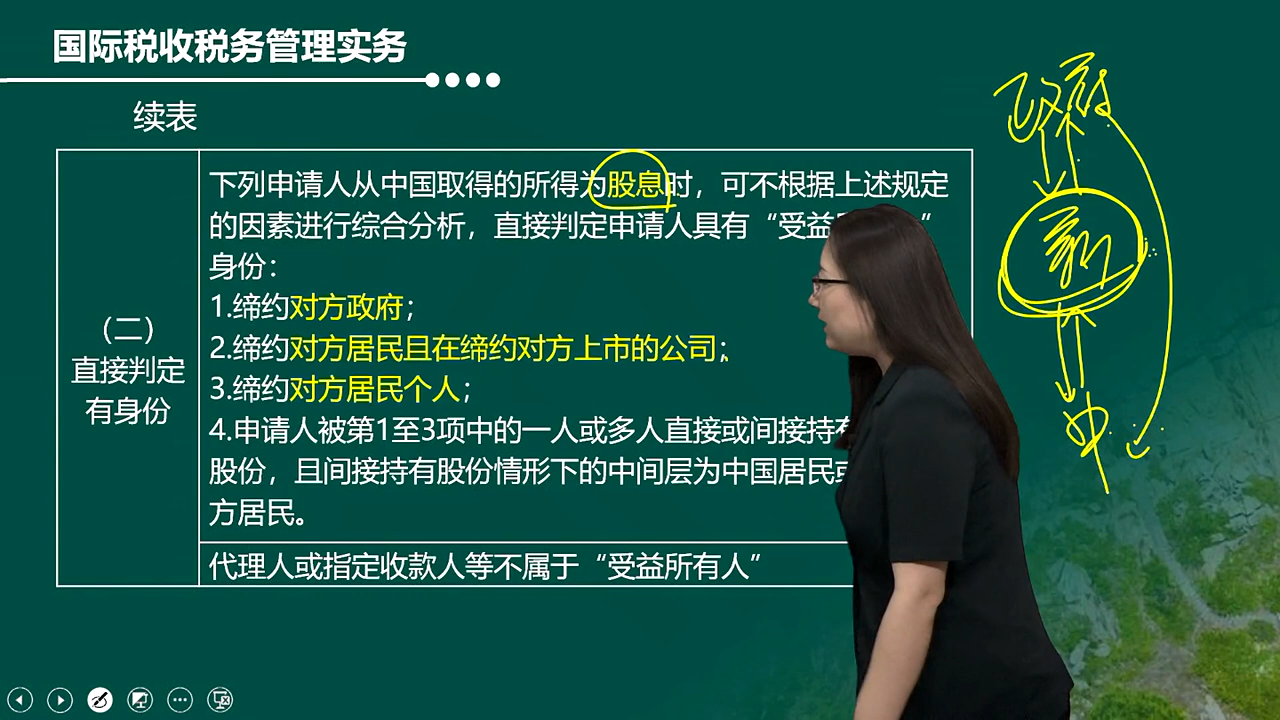 国际税收税务管理实务
续表
（二）
直接判定
有身份
下列申请人从中国取得的所得为股息时，可不根据上述规定
的因素进行综合分析，直接判定申请人具有“受益 ”
身份：
1.缔约对方政府；
2.缔约对方居民且在缔约对方上市的公司；
3.缔约对方居民个人；
4.申请人被第1至3项中的一人或多人直接或间接持
股份，且间接持有股份情形下的中间层为中国居民
方居民。
代理人或指定收款人等不属于“受益所有人”
政府
新
中